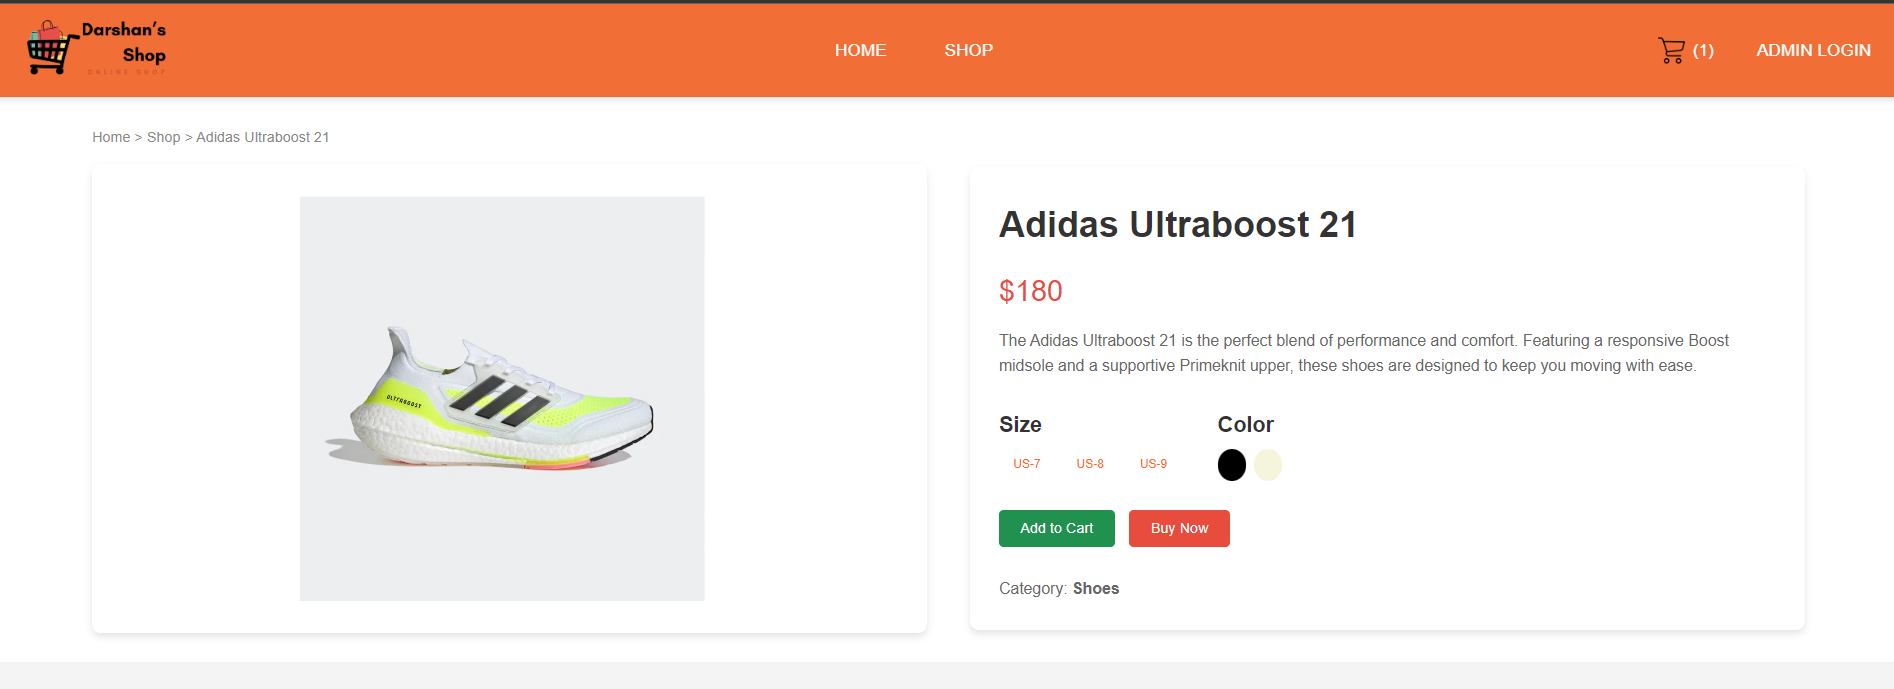 Darshan's
Shop
ONLINE SHOP
HOME
SHOP
(1)
ADMIN LOGIN
Home > Shop > Adidas Ultraboost 21
ULTRABOOST
Adidas Ultraboost 21
$180
The Adidas Ultraboost 21 is the perfect blend of performance and comfort. Featuring a responsive Boost
midsole and a supportive Primeknit upper, these shoes are designed to keep you moving with ease.
Size
Color
US-7
US-8
US-9
Add to Cart
Buy Now
Category: Shoes